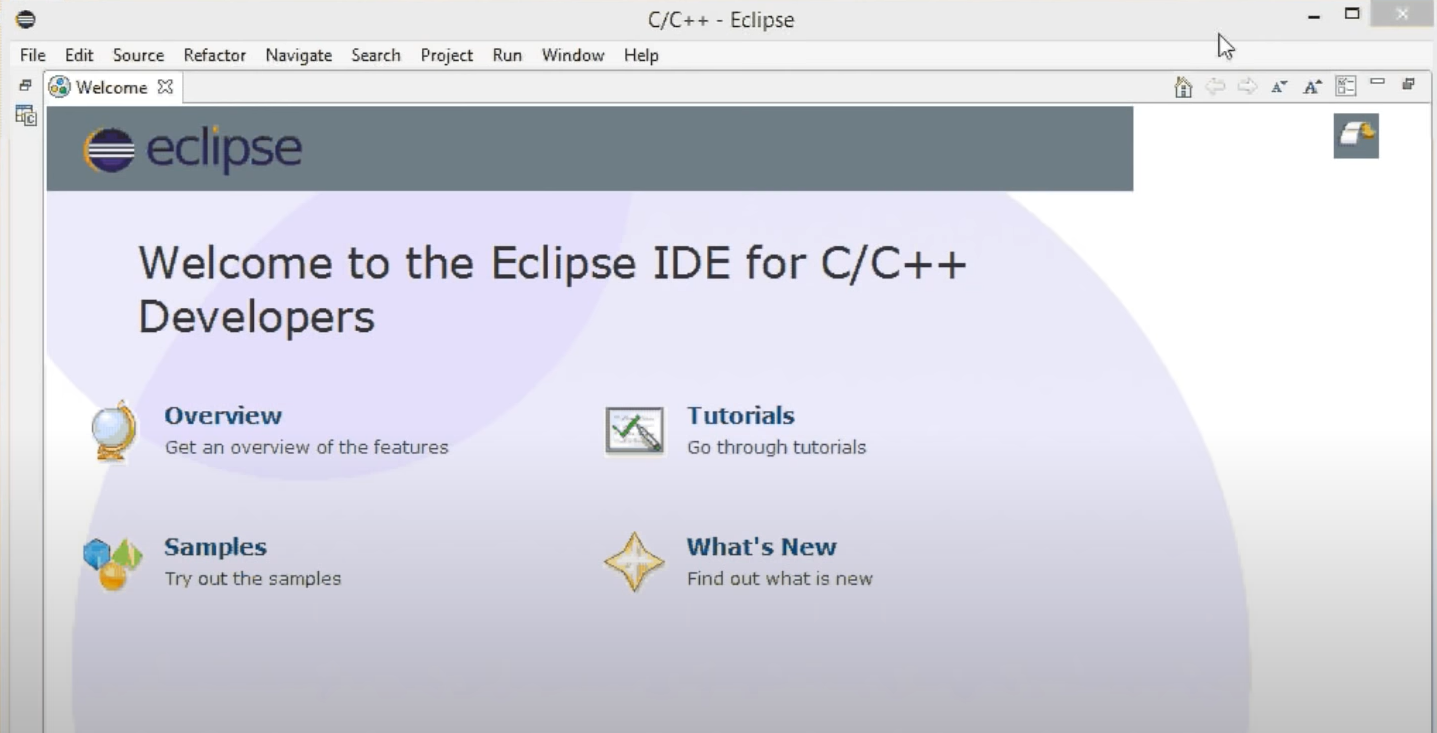 C/C++ - Eclipse
File Edit Source Refactor Navigate Search Project Run Window Help
Welcome
eclipse
Welcome to the Eclipse IDE for C/C++
Developers
Overview
Get an overview of the features
Tutorials
Go through tutorials
Samples
Try out the samples
What's New
Find out what is new